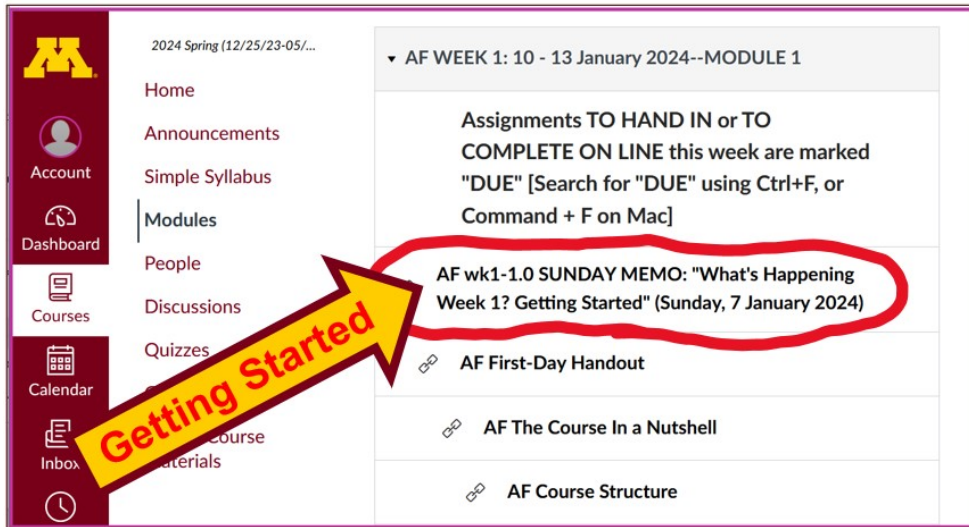 M
Account
Dashboard
Courses
Calendar
Inbox
2024 Spring (12/25/23-05/...
Home
Announcements
Simple Syllabus
Modules
People
Discussions
Quizzes
Course
Materials
Getting Started
AF WEEK 1: 10 - 13 January 2024--MODULE 1
Assignments TO HAND IN or TO
COMPLETE ON LINE this week are marked
"DUE" [Search for "DUE" using Ctrl+F, or
Command + F on Mac]
AF wk1-1.0 SUNDAY MEMO: "What's Happening
Week 1? Getting Started" (Sunday, 7 January 2024)
AF First-Day Handout
AF The Course In a Nutshell
AF Course Structure